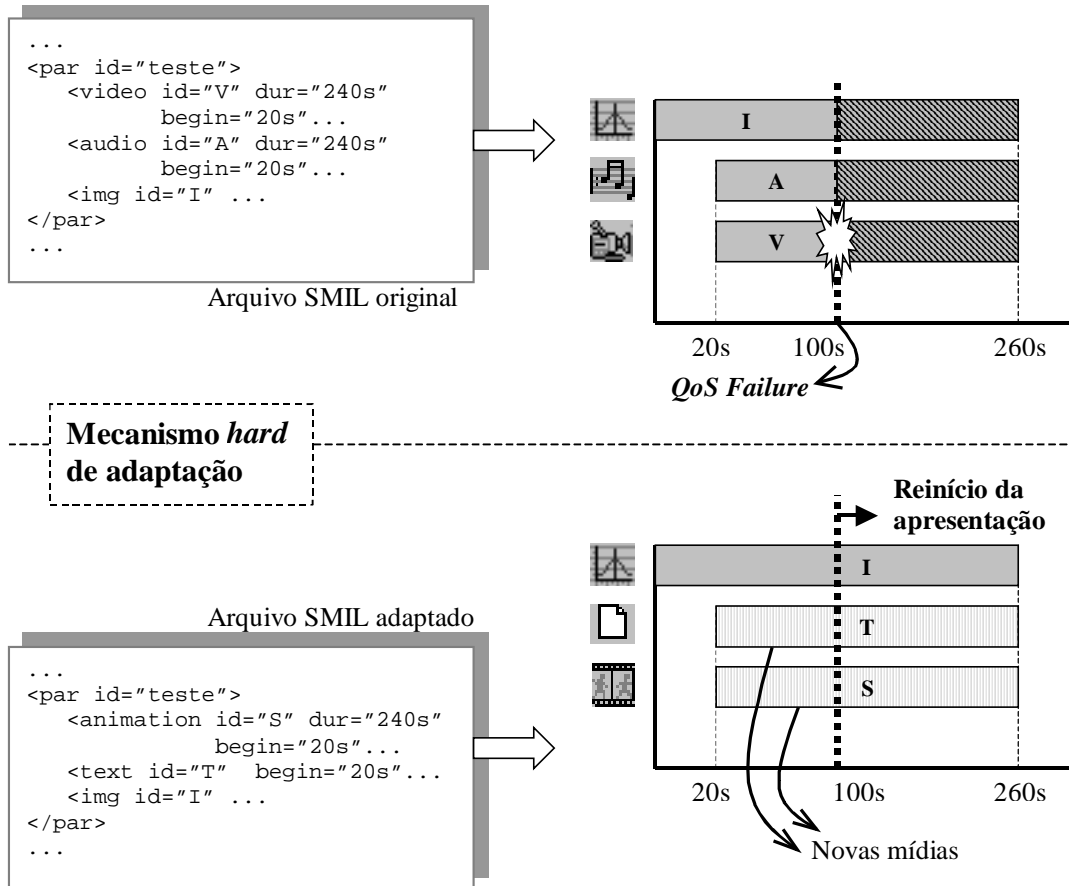 ...
<par id="teste">
<video id="V" dur="240s"
begin="20s"...
<audio id="A" dur="240s"
begin="20s"...
<img id="I" ...
</par>
...
Arquivo SMIL original
I
A
V
20s 100s 260s
QoS Failure
Mecanismo hard
de adaptação
Reinício da
apresentação
Arquivo SMIL adaptado
...
<par id="teste">
<animation id="S" dur="240s"
begin="20s"...
<text id="T" begin="20s"...
<img id="I" ...
</par>
...
I
T
S
20s 100s 260s
Novas mídias